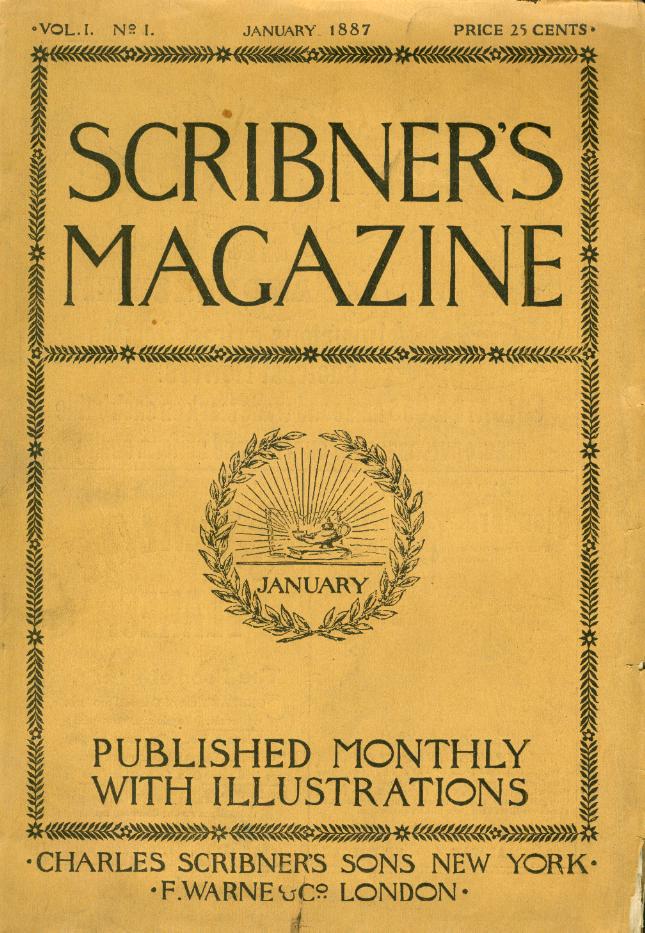 ·VOL. I. Nº I. JANUARY 1887 PRICE 25 CENTS·
SCRIBNER'S
MAGAZINE
JANUARY
PUBLISHED MONTHLY
WITH ILLUSTRATIONS
·CHARLES SCRIBNER'S SONS NEW YORK·
·F. WARNE & Cº LONDON·